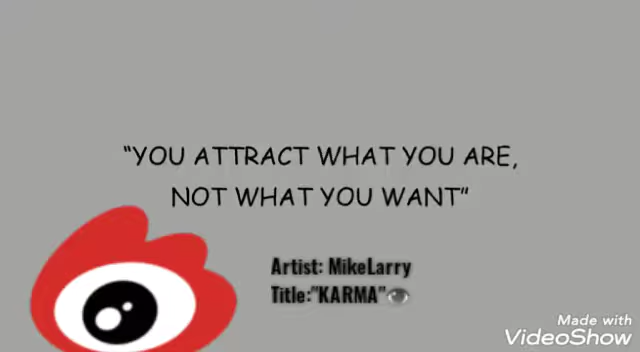 “YOU ATTRACT WHAT YOU ARE,
NOT WHAT YOU WANT”
Artist: MikeLarry
Title:"KARMA"👁
Made with
VideoShow